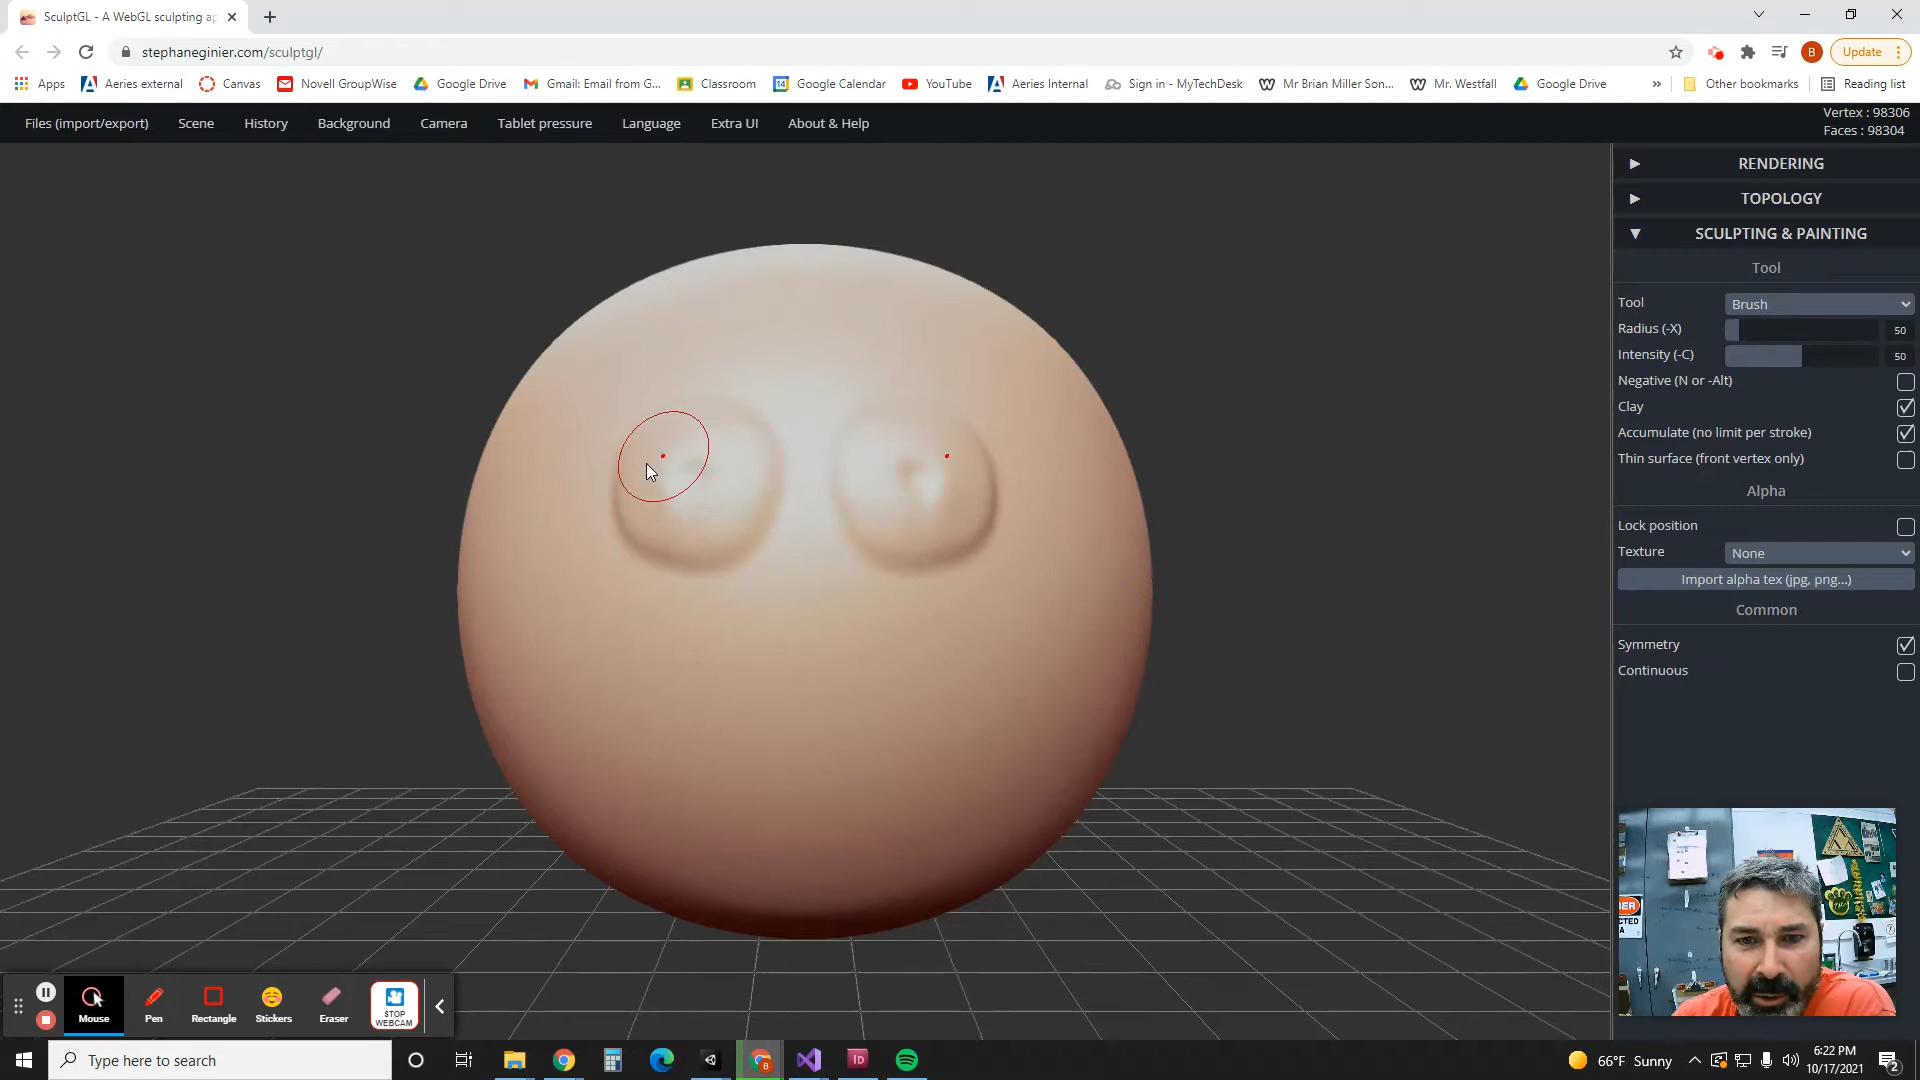 SculptGL - A WebGL sculpting ap
stephaneginier.com/sculptgl/
B
Update
Apps
Aeries external
Canvas
Novell GroupWise
Google Drive
Gmail: Email from G...
Classroom
Google Calendar
YouTube
Aeries Internal
Sign in - MyTechDesk
Mr Brian Miller Son...
Mr. Westfall
Google Drive
»
Other bookmarks
Reading list
Files (import/export)
Scene
History
Background
Camera
Tablet pressure
Language
Extra UI
About & Help
Vertex : 98306
Faces : 98304
RENDERING
TOPOLOGY
SCULPTING & PAINTING
Tool
Tool Brush
Radius (-X) 50
Intensity (-C) 50
Negative (N or -Alt)
Clay
Accumulate (no limit per stroke)
Thin surface (front vertex only)
Alpha
Lock position
Texture None
Import alpha tex (jpg, png...)
Common
Symmetry
Continuous
Mouse
Pen
Rectangle
Stickers
Eraser
STOP
WEBCAM
Type here to search
66°F Sunny
6:22 PM
10/17/2021
2